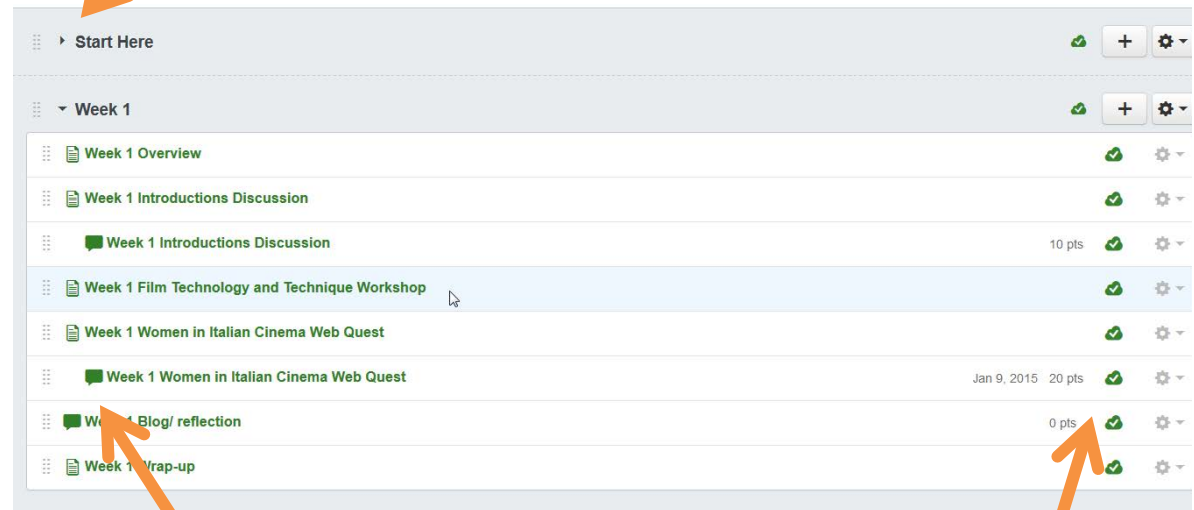 Start Here
Week 1
Week 1 Overview
Week 1 Introductions Discussion
Week 1 Introductions Discussion 10 pts
Week 1 Film Technology and Technique Workshop
Week 1 Women in Italian Cinema Web Quest
Week 1 Women in Italian Cinema Web Quest Jan 9, 2015 20 pts
Week 1 Blog/ reflection 0 pts
Week 1 Wrap-up